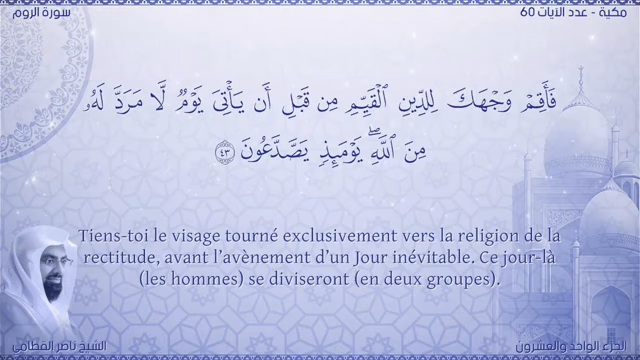 مكية - عدد الآيات 60
سورة الروم
فَأَقِمْ وَجْهَكَ لِلدِّينِ ٱلْقَيِّمِ مِن قَبْلِ أَن يَأْتِىَ يَوْمٌ لَّا مَرَدَّ لَهُۥ
مِنَ ٱللَّهِ ۖ يَوْمَئِذٍ يَصَّدَّعُونَ ٤٣
Tiens-toi le visage tourné exclusivement vers la religion de la
rectitude, avant l’avènement d’un Jour inévitable. Ce jour-là
(les hommes) se diviseront (en deux groupes).
الجزء الواحد والعشرون
الشيخ ناصر القطامي